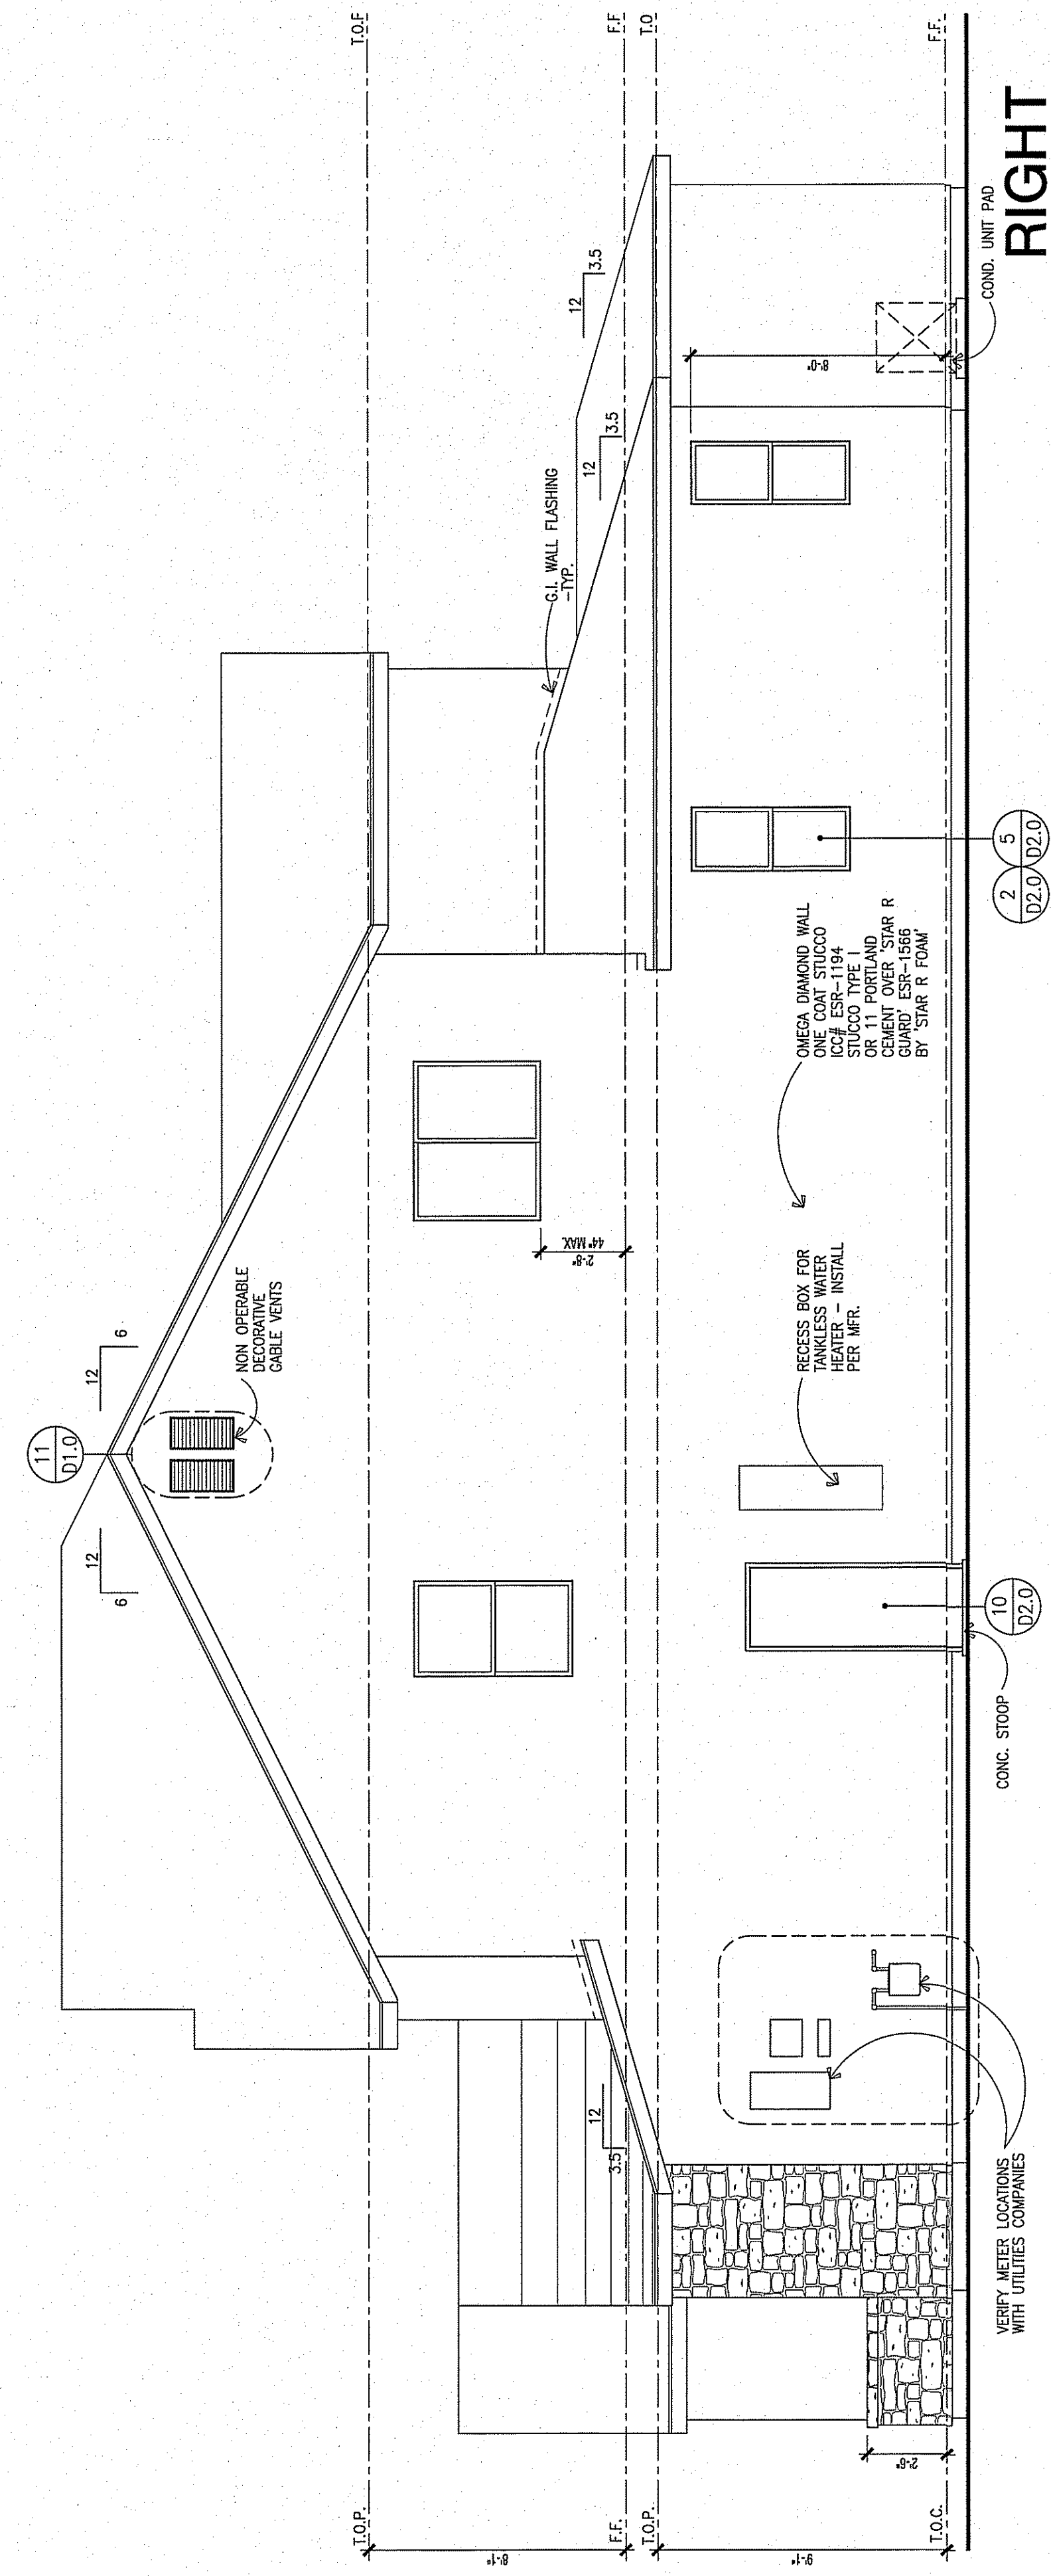 11
D1.0
12
6
12
6
NON OPERABLE
DECORATIVE
GABLE VENTS
T.O.P.
T.O.F
8'-1"
G.I. WALL FLASHING
-TYP.
12
3.5
12
3.5
12
3.5
2'-8"
44" MAX.
F.F.
F.F
T.O.P.
T.O
9'-1"
8'-0"
OMEGA DIAMOND WALL
ONE COAT STUCCO
ICC# ESR-1194
STUCCO TYPE I
OR 11 PORTLAND
CEMENT OVER 'STAR R
GUARD' ESR-1566
BY 'STAR R FOAM'
RECESS BOX FOR
TANKLESS WATER
HEATER - INSTALL
PER MFR.
2'-6"
T.O.C.
F.F.
VERIFY METER LOCATIONS
WITH UTILITIES COMPANIES
CONC. STOOP
10
D2.0
2
D2.0
5
D2.0
COND. UNIT PAD
RIGHT